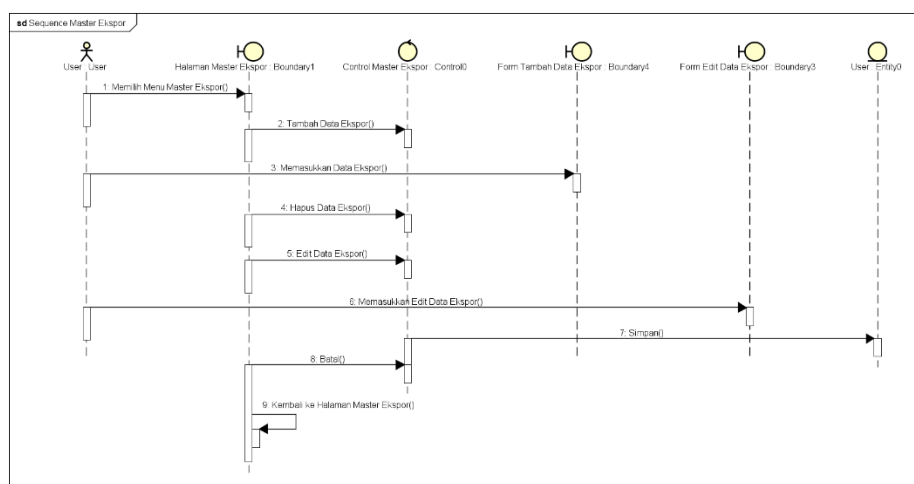 sd Sequence Master Ekspor
User : User
Halaman Master Ekspor : Boundary1
Control Master Ekspor : Control0
Form Tambah Data Ekspor : Boundary4
Form Edit Data Ekspor : Boundary3
User : Entity0
1: Memilih Menu Master Ekspor()
2: Tambah Data Ekspor()
3: Memasukkan Data Ekspor()
4: Hapus Data Ekspor()
5: Edit Data Ekspor()
6: Memasukkan Edit Data Ekspor()
7: Simpan()
8: Batal()
9: Kembali ke Halaman Master Ekspor()